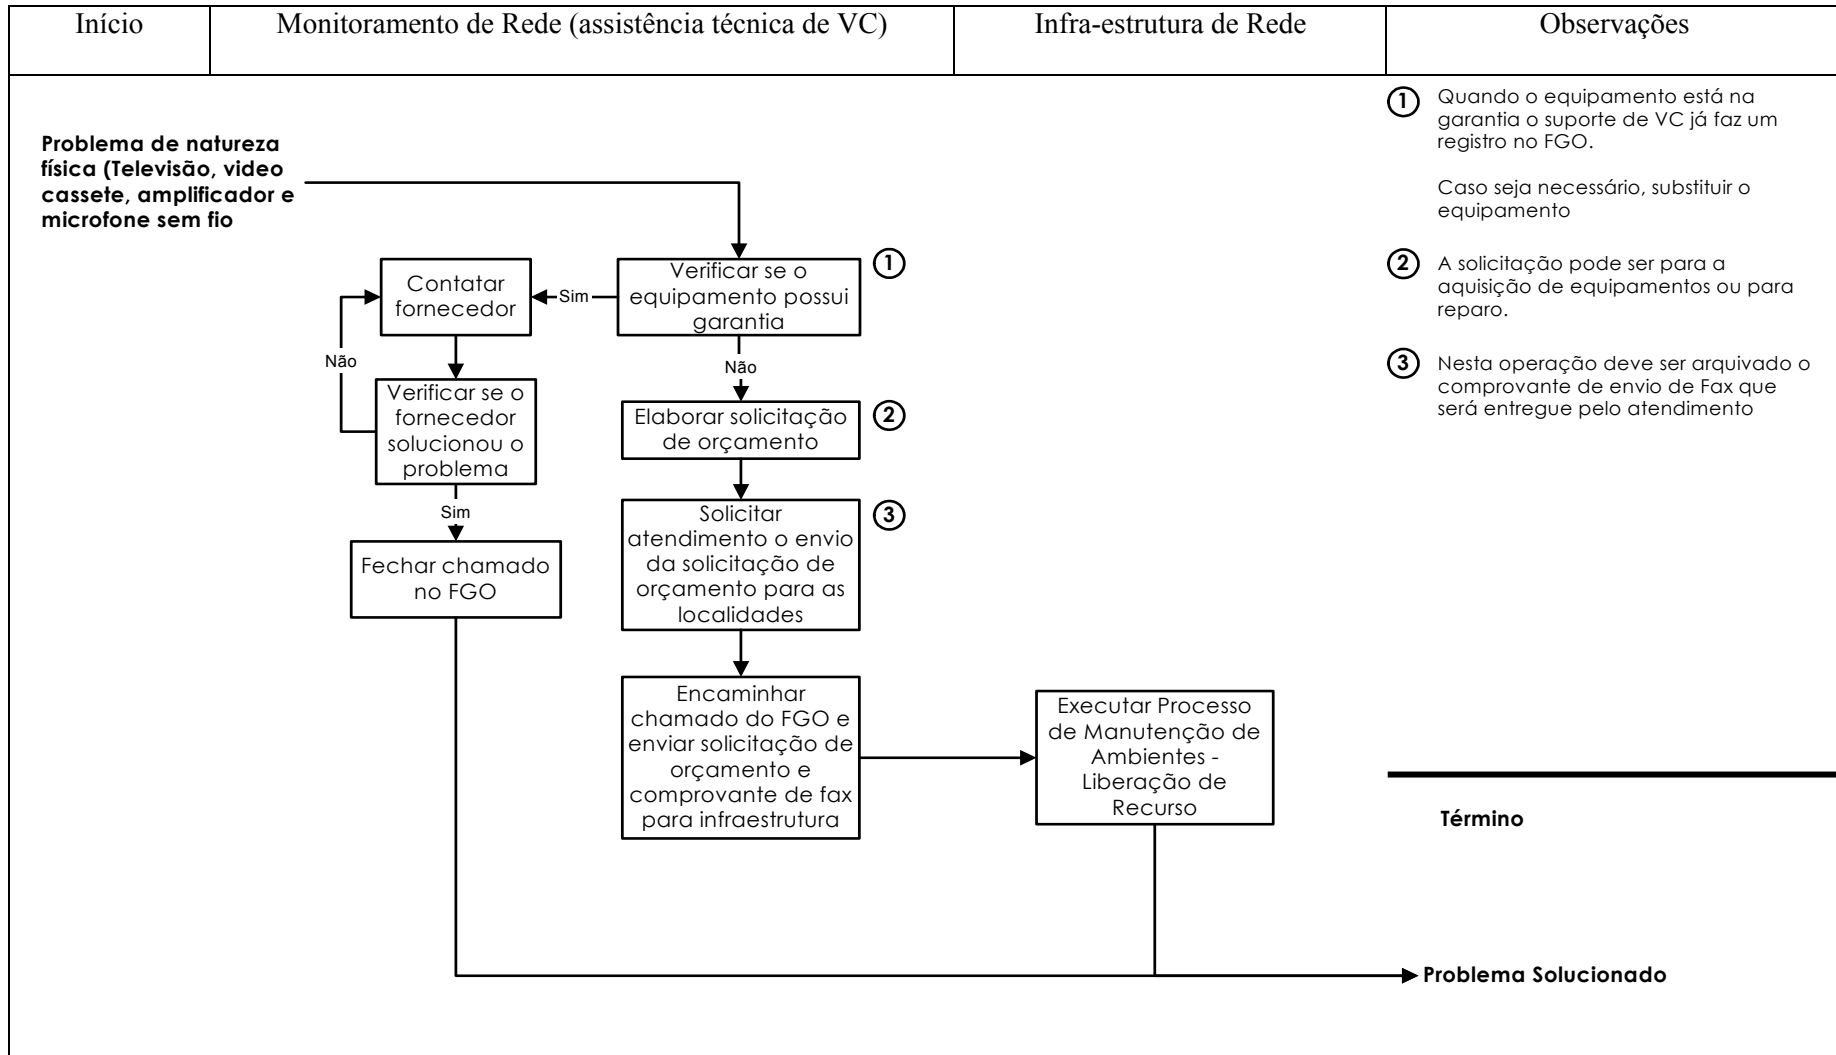 Início
Monitoramento de Rede (assistência técnica de VC)
Infra-estrutura de Rede
Observações
Problema de natureza
física (Televisão, video
cassete, amplificador e
microfone sem fio
Verificar se o
equipamento possui
garantia
1
Sim
Contatar
fornecedor
Não
Verificar se o
fornecedor
solucionou o
problema
Sim
Fechar chamado
no FGO
Não
Elaborar solicitação
de orçamento
2
Solicitar
atendimento o envio
da solicitação de
orçamento para as
localidades
3
Encaminhar
chamado do FGO e
enviar solicitação de
orçamento e
comprovante de fax
para infraestrutura
Executar Processo
de Manutenção de
Ambientes -
Liberação de
Recurso
1 Quando o equipamento está na
garantia o suporte de VC já faz um
registro no FGO.
Caso seja necessário, substituir o
equipamento
2 A solicitação pode ser para a
aquisição de equipamentos ou para
reparo.
3 Nesta operação deve ser arquivado o
comprovante de envio de Fax que
será entregue pelo atendimento
Término
Problema Solucionado